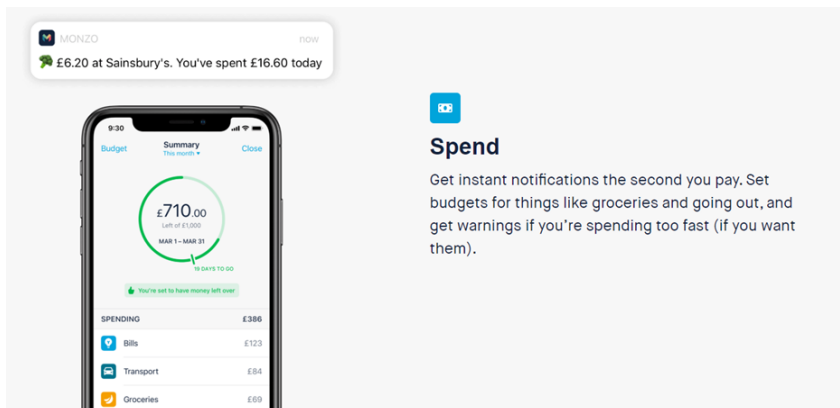 MONZO
now
£6.20 at Sainsbury's. You've spent £16.60 today
9:30
Budget
Summary
Close
This month
£710.00
Left of £1,000
MAR 1 – MAR 31
19 DAYS TO GO
You're set to have money left over
SPENDING £386
Bills £123
Transport £84
Groceries £69
Spend
Get instant notifications the second you pay. Set
budgets for things like groceries and going out, and
get warnings if you're spending too fast (if you want
them).